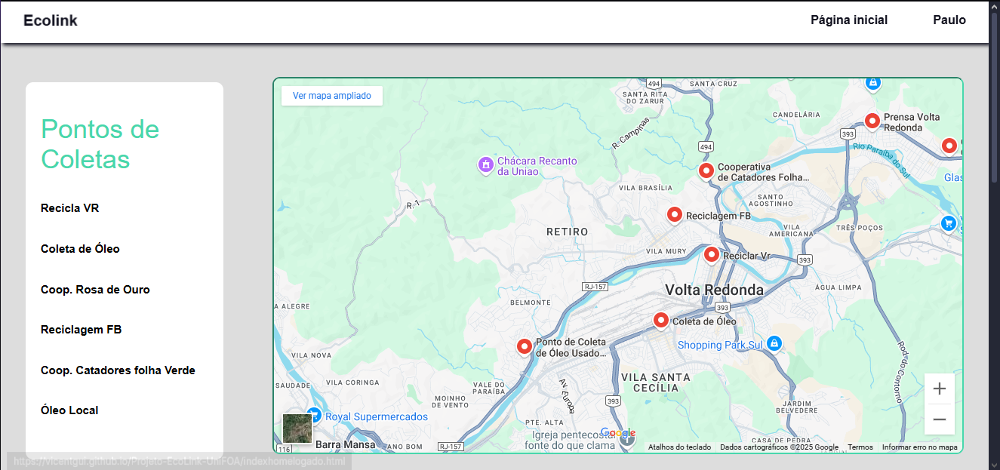 Ecolink
Página inicial
Paulo
Pontos de
Coletas
Recicla VR
Coleta de Óleo
Coop. Rosa de Ouro
Reciclagem FB
Coop. Catadores folha Verde
Óleo Local
Ver mapa ampliado
494
SANTA CRUZ
SANTA RITA
DO ZARUR
CANDELÁRIA
Prensa Volta
Redonda
R. Campinas
393
494
Rio Paraíba do Sul
Chácara Recanto
da Uniao
Cooperativa
de Catadores Folha...
Glas
VILA BRASÍLIA
SANTO
AGOSTINHO
R. 1
Reciclagem FB
RETIRO
VILA
AMERICANA
TRÊS POÇOS
VILA MURY
Reciclar Vr
393
RJ-157
Volta Redonda
ÁGUA LIMPA
BELMONTE
393
A ALEGRE
Coleta de Óleo
Ponto de Coleta
de Óleo Usado...
Shopping Park Sul
VILA NOVA
Rod. do Contorno
VILA CORINGA
SAUDADE
VALE DO
PARAÍBA
Av. Europa
VILA SANTA
CECÍLIA
MOINHO
DE VENTO
393
JARDIM
BELVEDERE
Royal Supermercados
PTE. ALTA
Igreja pentecost
fonte do que clama
Google
CASA DE PEDRA
Barra Mansa
ANO BOM
RJ-157
116
Atalhos do teclado
Dados cartográficos ©2025 Google
Termos
Informar erro no mapa
https://vicentgui.github.io/Projeto-EcoLink-UniFOA/indexhomelogado.html